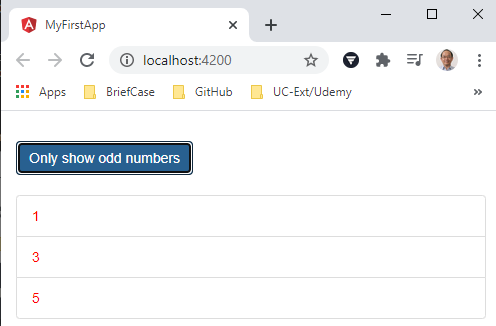 MyFirstApp
localhost:4200
Apps BriefCase GitHub UC-Ext/Udemy
Only show odd numbers
1
3
5